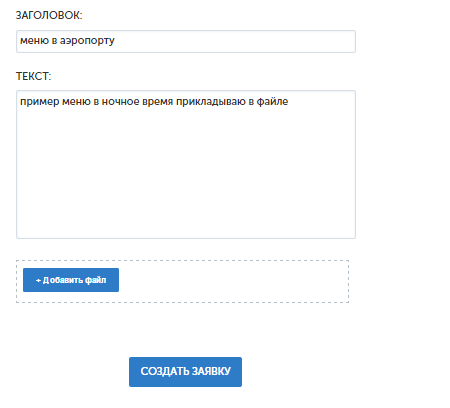 ЗАГОЛОВОК:
меню в аэропорту
ТЕКСТ:
пример меню в ночное время прикладываю в файле
+ Добавить файл
СОЗДАТЬ ЗАЯВКУ